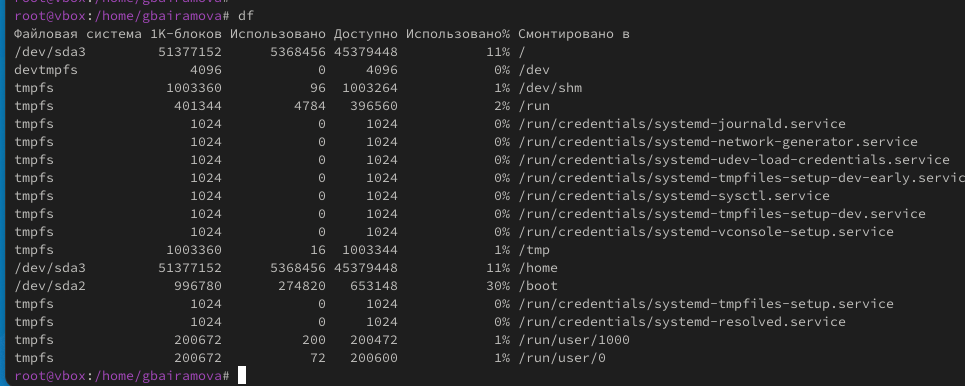 root@vbox:/home/gbairamova# df
Файловая система 1K-блоков Использовано Доступно Использовано% Смонтировано в
/dev/sda3 51377152 5368456 45379448 11% /
devtmpfs 4096 0 4096 0% /dev
tmpfs 1003360 96 1003264 1% /dev/shm
tmpfs 401344 4784 396560 2% /run
tmpfs 1024 0 1024 0% /run/credentials/systemd-journald.service
tmpfs 1024 0 1024 0% /run/credentials/systemd-network-generator.service
tmpfs 1024 0 1024 0% /run/credentials/systemd-udev-load-credentials.service
tmpfs 1024 0 1024 0% /run/credentials/systemd-tmpfiles-setup-dev-early.servic
tmpfs 1024 0 1024 0% /run/credentials/systemd-sysctl.service
tmpfs 1024 0 1024 0% /run/credentials/systemd-tmpfiles-setup-dev.service
tmpfs 1024 0 1024 0% /run/credentials/systemd-vconsole-setup.service
tmpfs 1003360 16 1003344 1% /tmp
/dev/sda3 51377152 5368456 45379448 11% /home
/dev/sda2 996780 274820 653148 30% /boot
tmpfs 1024 0 1024 0% /run/credentials/systemd-tmpfiles-setup.service
tmpfs 1024 0 1024 0% /run/credentials/systemd-resolved.service
tmpfs 200672 200 200472 1% /run/user/1000
tmpfs 200672 72 200600 1% /run/user/0
root@vbox:/home/gbairamova#